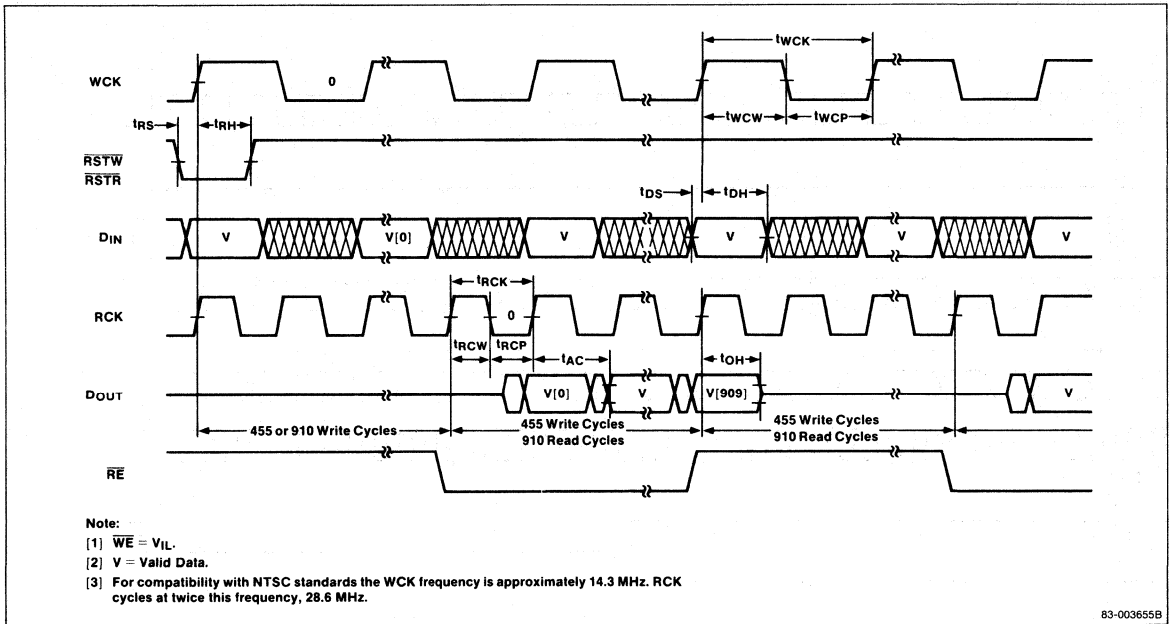 tWCK
WCK
0
tWCW
tWCP
tRS
tRH
RSTW
RSTR
tDS
tDH
DIN
V
V[0]
V
V
V
V
tRCK
RCK
0
tRCW
tRCP
tAC
tOH
DOUT
V[0]
V
V[909]
V
455 or 910 Write Cycles
455 Write Cycles
910 Read Cycles
455 Write Cycles
910 Read Cycles
RE
Note:
[1] WE = VIL.
[2] V = Valid Data.
[3] For compatibility with NTSC standards the WCK frequency is approximately 14.3 MHz. RCK
cycles at twice this frequency, 28.6 MHz.
83-003655B